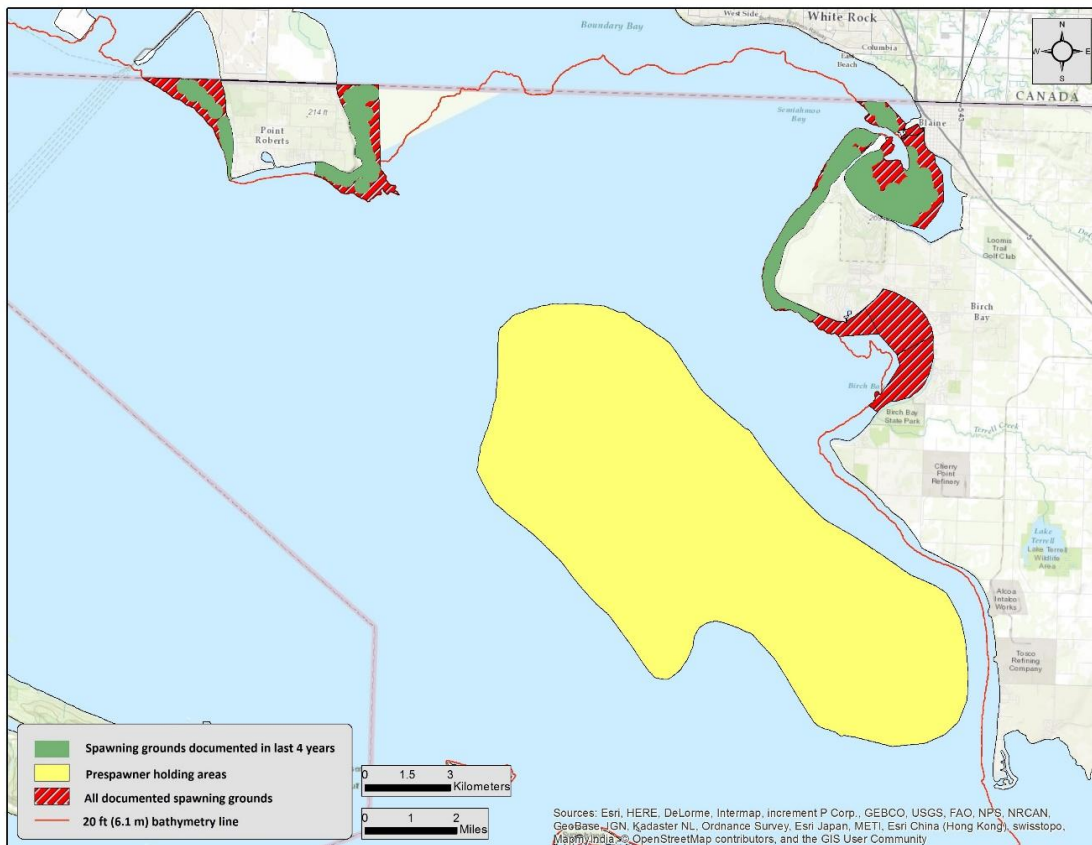 West Side
White Rock
Boundary Bay
Columbia
East
Beach
N
W
E
S
CANADA
Semiahmoo
Bay
Blaine
543
214 ft
Point
Roberts
5
Loomis
Trail
Golf Club
Birch
Bay
Birch Bay
Birch Bay
State Park
Terrell Creek
Cherry
Point
Refinery
Lake
Terrell
Lake Terrell
Wildlife
Area
Alcoa
Intalco
Works
Tosco
Refining
Company
Spawning grounds documented in last 4 years
Prespawner holding areas
All documented spawning grounds
20 ft (6.1 m) bathymetry line
0 1.5 3
Kilometers
0 1 2
Miles
Sources: Esri, HERE, DeLorme, Intermap, increment P Corp., GEBCO, USGS, FAO, NPS, NRCAN,
GeoBase, IGN, Kadaster NL, Ordnance Survey, Esri Japan, METI, Esri China (Hong Kong), swisstopo,
MapmyIndia, © OpenStreetMap contributors, and the GIS User Community